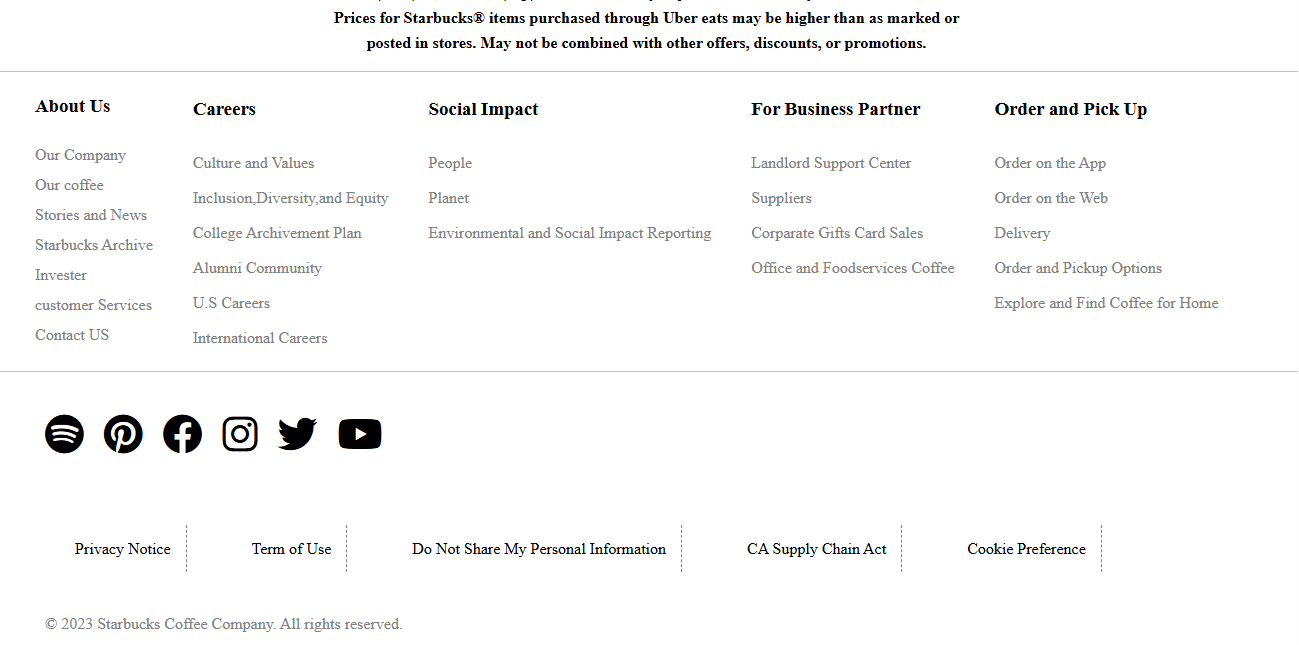 Prices for Starbucks® items purchased through Uber eats may be higher than as marked or
posted in stores. May not be combined with other offers, discounts, or promotions.
About Us
Our Company
Our coffee
Stories and News
Starbucks Archive
Invester
customer Services
Contact US
Careers
Culture and Values
Inclusion,Diversity,and Equity
College Archivement Plan
Alumni Community
U.S Careers
International Careers
Social Impact
People
Planet
Environmental and Social Impact Reporting
For Business Partner
Landlord Support Center
Suppliers
Corparate Gifts Card Sales
Office and Foodservices Coffee
Order and Pick Up
Order on the App
Order on the Web
Delivery
Order and Pickup Options
Explore and Find Coffee for Home
Privacy Notice
Term of Use
Do Not Share My Personal Information
CA Supply Chain Act
Cookie Preference
© 2023 Starbucks Coffee Company. All rights reserved.